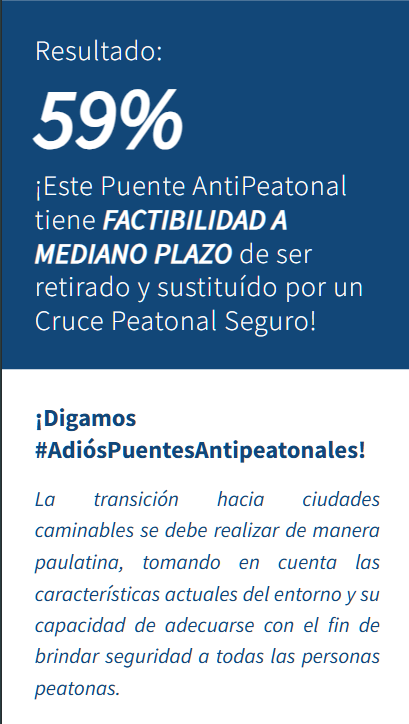 Resultado:
59%
¡Este Puente AntiPeatonal
tiene FACTIBILIDAD A
MEDIANO PLAZO de ser
retirado y sustituído por un
Cruce Peatonal Seguro!
¡Digamos
#AdiósPuentesAntipeatonales!
La transición hacia ciudades
caminables se debe realizar de manera
paulatina, tomando en cuenta las
características actuales del entorno y su
capacidad de adecuarse con el fin de
brindar seguridad a todas las personas
peatonas.